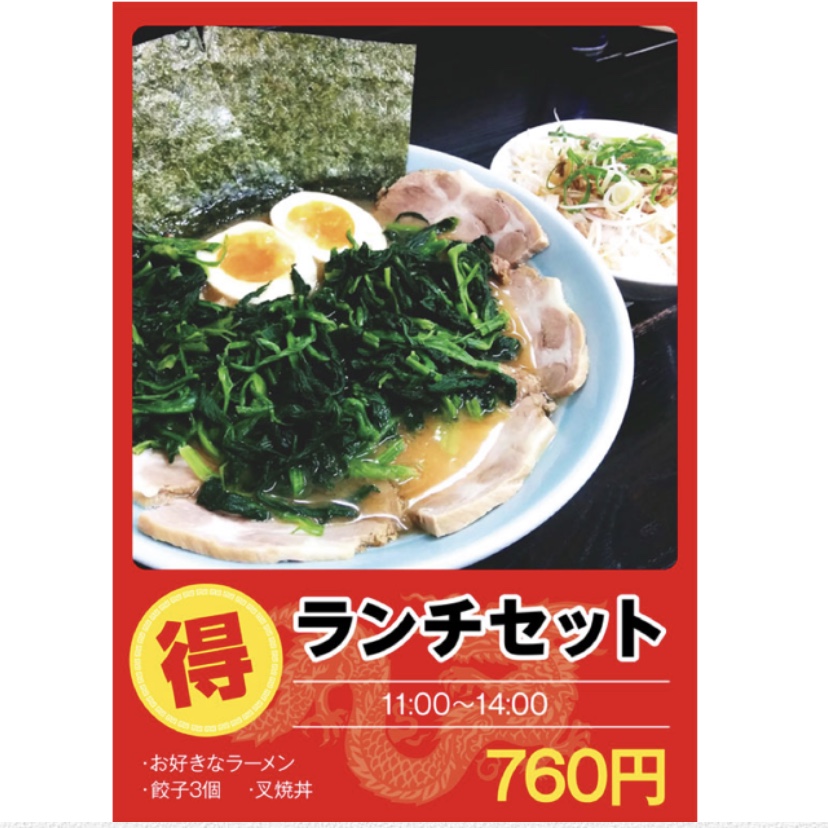 得
ランチセット
11:00〜14:00
・お好きなラーメン
・餃子3個 ・叉焼丼
760円